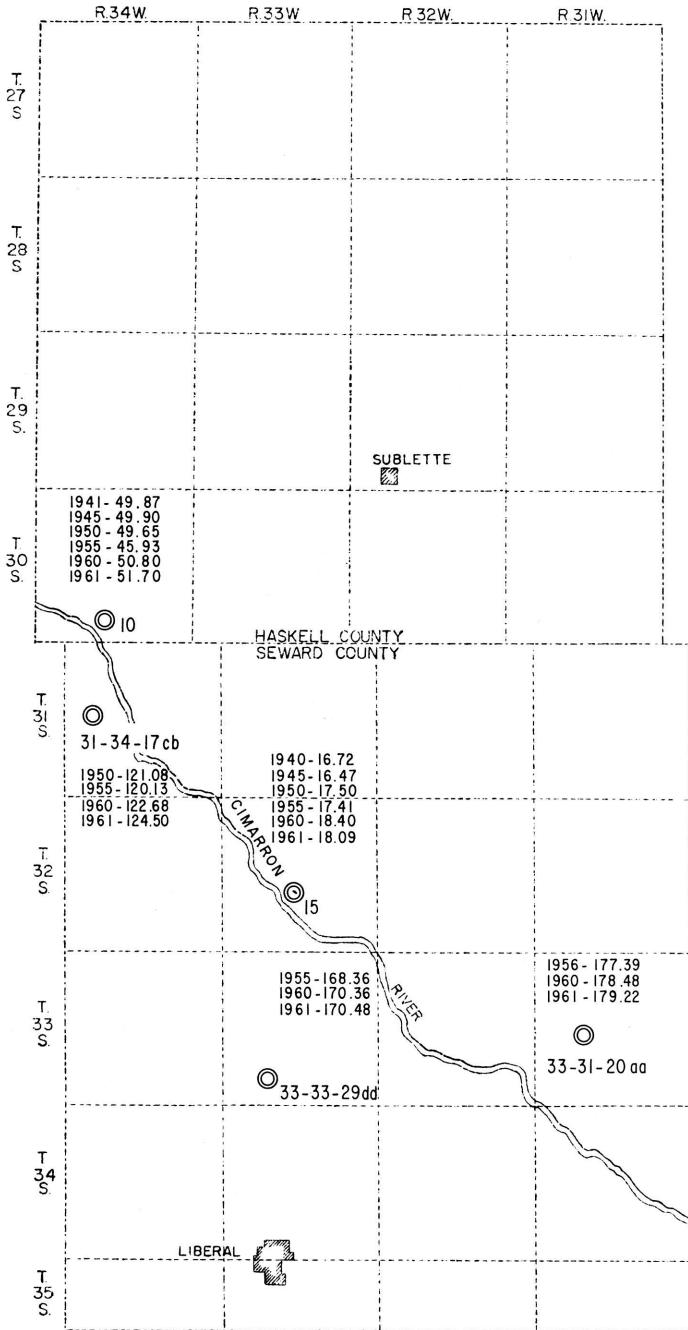 R.34W. R.33W R.32W. R.31W.
T.
27
S
T.
28
S.
T.
29
S.
SUBLETTE
1941-49.87
1945-49.90
1950-49.65
1955-45.93
1960-50.80
1961-51.70
T.
30
S.
10
HASKELL COUNTY
SEWARD COUNTY
T.
31
S.
31-34-17cb
1950-121.08
1955-120.13
1960-122.68
1961-124.50
1940-16.72
1945-16.47
1950-17.50
1955-17.41
1960-18.40
1961-18.09
CIMARRON
T.
32
S.
15
1955-168.36
1960-170.36
1961-170.48
RIVER
1956-177.39
1960-178.48
1961-179.22
T.
33
S.
33-31-20aa
33-33-29dd
T
34
S.
LIBERAL
T.
35
S.